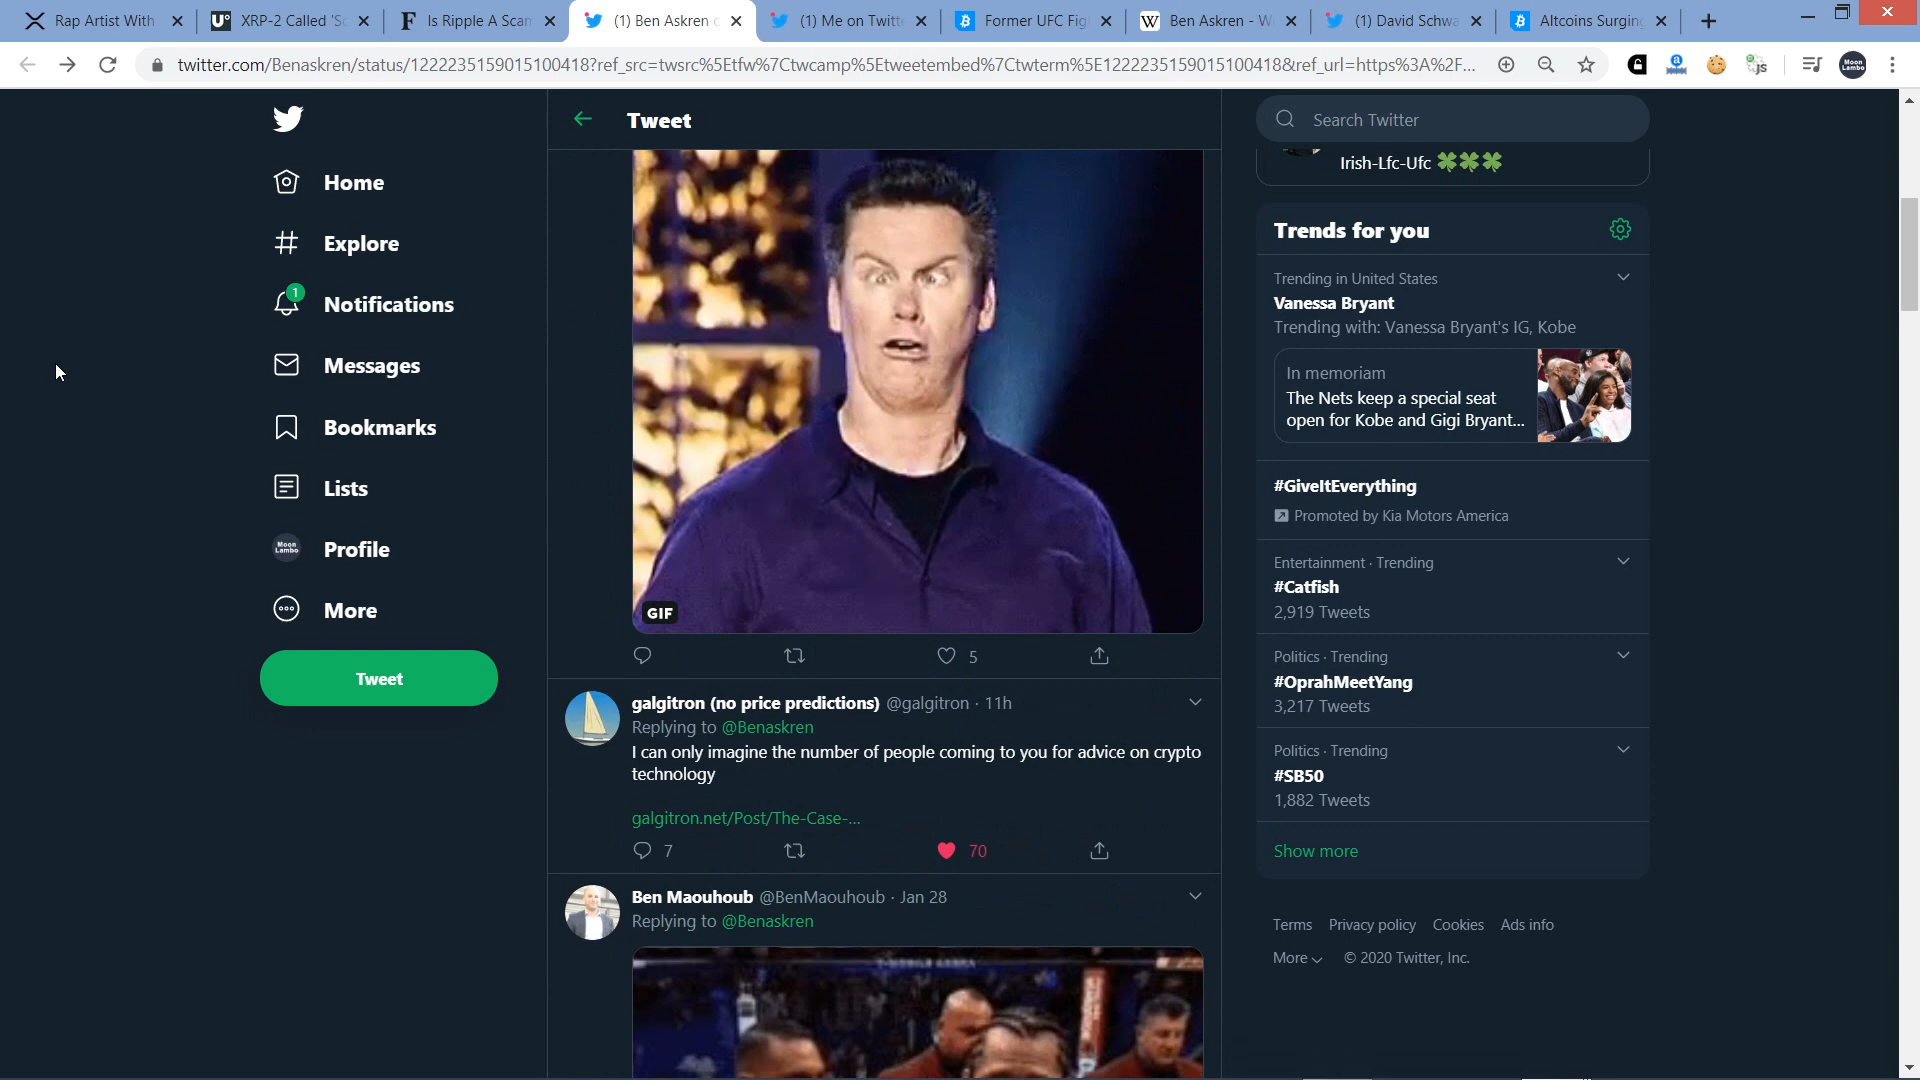 Rap Artist With
XRP-2 Called 'Sc
Is Ripple A Scam
(1) Ben Askren o
(1) Me on Twitte
Former UFC Figh
Ben Askren - W
(1) David Schwa
Altcoins Surging
twitter.com/Benaskren/status/1222235159015100418?ref_src=twsrc%5Etfw%7Ctwcamp%5Etweetembed%7Ctwterm%5E1222235159015100418&ref_url=https%3A%2F...
Home
Explore
1
Notifications
Messages
Bookmarks
Lists
Moon
Lambo
Profile
More
Tweet
Tweet
GIF
5
galgitron (no price predictions) @galgitron · 11h
Replying to @Benaskren
I can only imagine the number of people coming to you for advice on crypto
technology
galgitron.net/Post/The-Case-...
7
70
Ben Maouhoub @BenMaouhoub · Jan 28
Replying to @Benaskren
Search Twitter
Irish-Lfc-Ufc 🍀🍀🍀
Trends for you
Trending in United States
Vanessa Bryant
Trending with: Vanessa Bryant's IG, Kobe
In memoriam
The Nets keep a special seat
open for Kobe and Gigi Bryant...
#GiveItEverything
Promoted by Kia Motors America
Entertainment · Trending
#Catfish
2,919 Tweets
Politics · Trending
#OprahMeetYang
3,217 Tweets
Politics · Trending
#SB50
1,882 Tweets
Show more
Terms Privacy policy Cookies Ads info
More © 2020 Twitter, Inc.